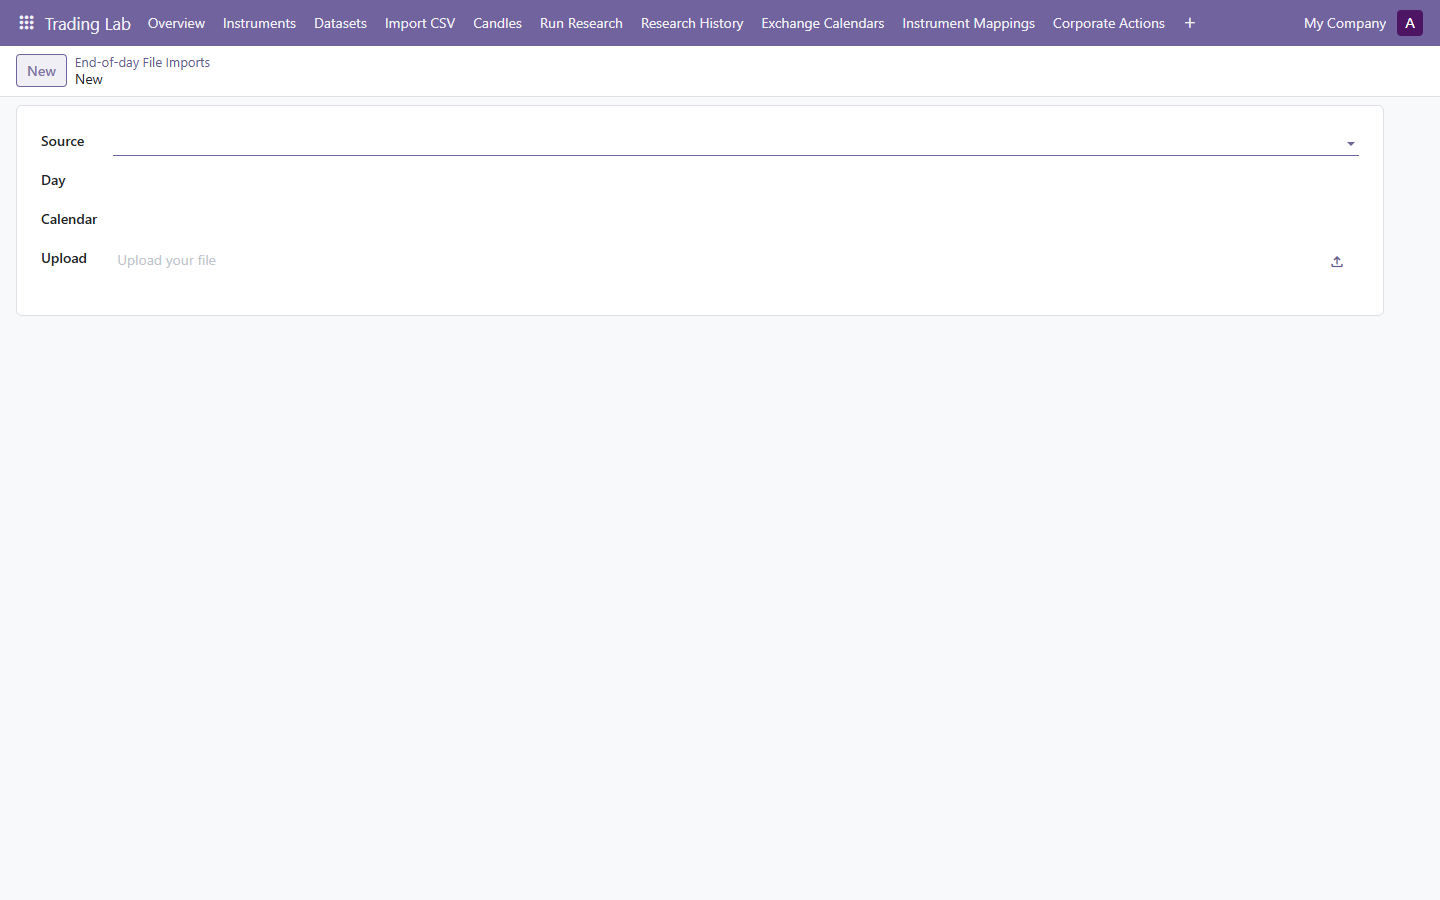 Trading Lab Overview Instruments Datasets Import CSV Candles Run Research Research History Exchange Calendars Instrument Mappings Corporate Actions + My Company A
New
End-of-day File Imports
New
Source
Day
Calendar
Upload Upload your file